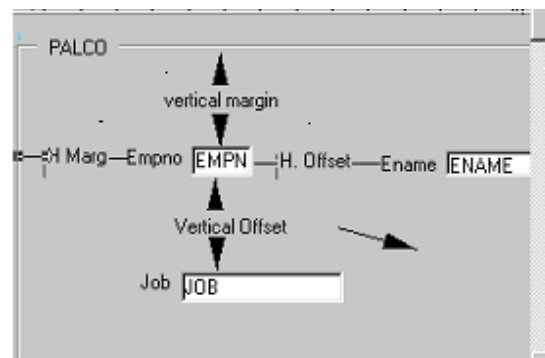 PALCO
vertical margin
H Marg Empno EMPN H. Offset Ename ENAME
Vertical Offset
Job JOB